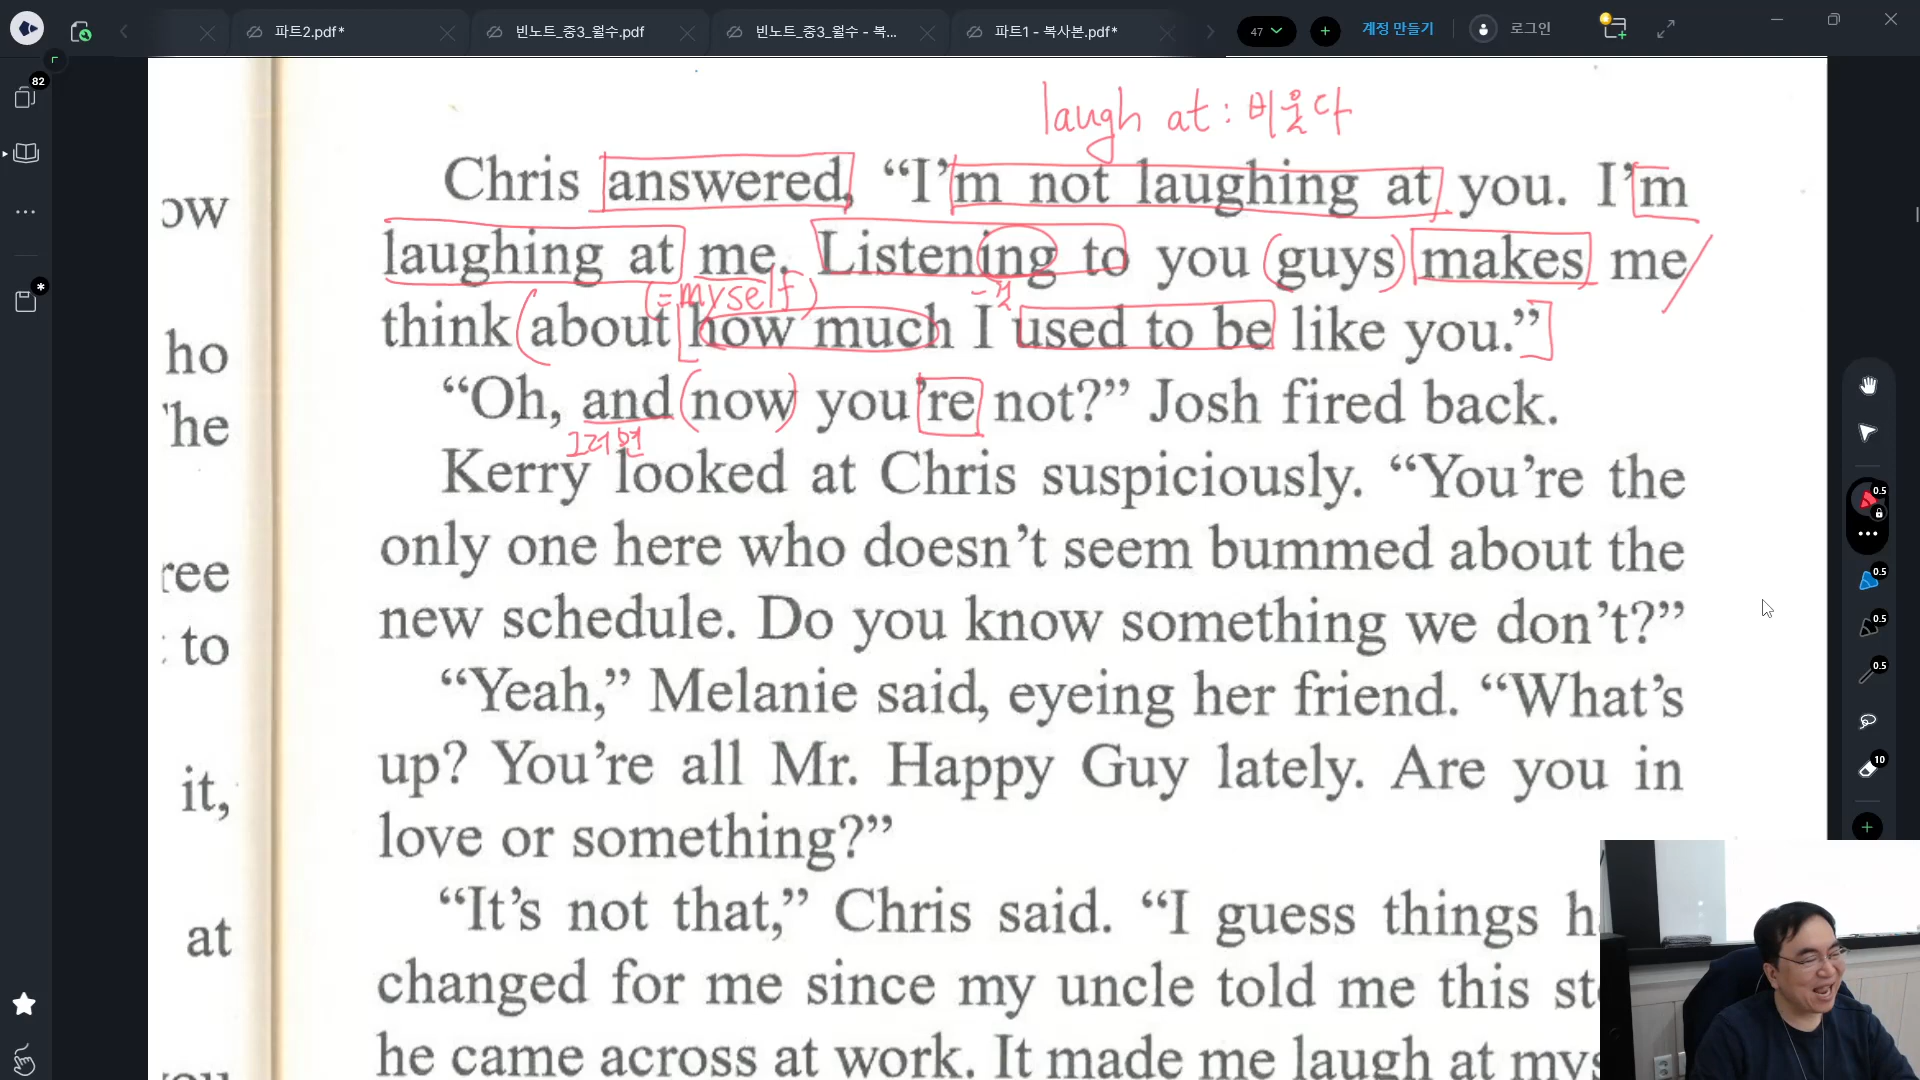 파트2.pdf*
빈노트_중3_월수.pdf
빈노트_중3_월수 - 복...
파트1 - 복사본.pdf*
47
계정 만들기
로그인
82
laugh at : 비웃다
Chris answered, “I’m not laughing at you. I’m
laughing at me. Listening to you guys makes me
(= myself)
-것
think about how much I used to be like you.”
“Oh, and now you’re not?” Josh fired back.
그러면
Kerry looked at Chris suspiciously. “You’re the
only one here who doesn’t seem bummed about the
new schedule. Do you know something we don’t?”
“Yeah,” Melanie said, eyeing her friend. “What’s
up? You’re all Mr. Happy Guy lately. Are you in
love or something?”
“It’s not that,” Chris said. “I guess things h
changed for me since my uncle told me this st
he came across at work. It made me laugh at mys
ow
ho
The
ree
to
it,
at
you
0.5
0.5
0.5
0.5
10